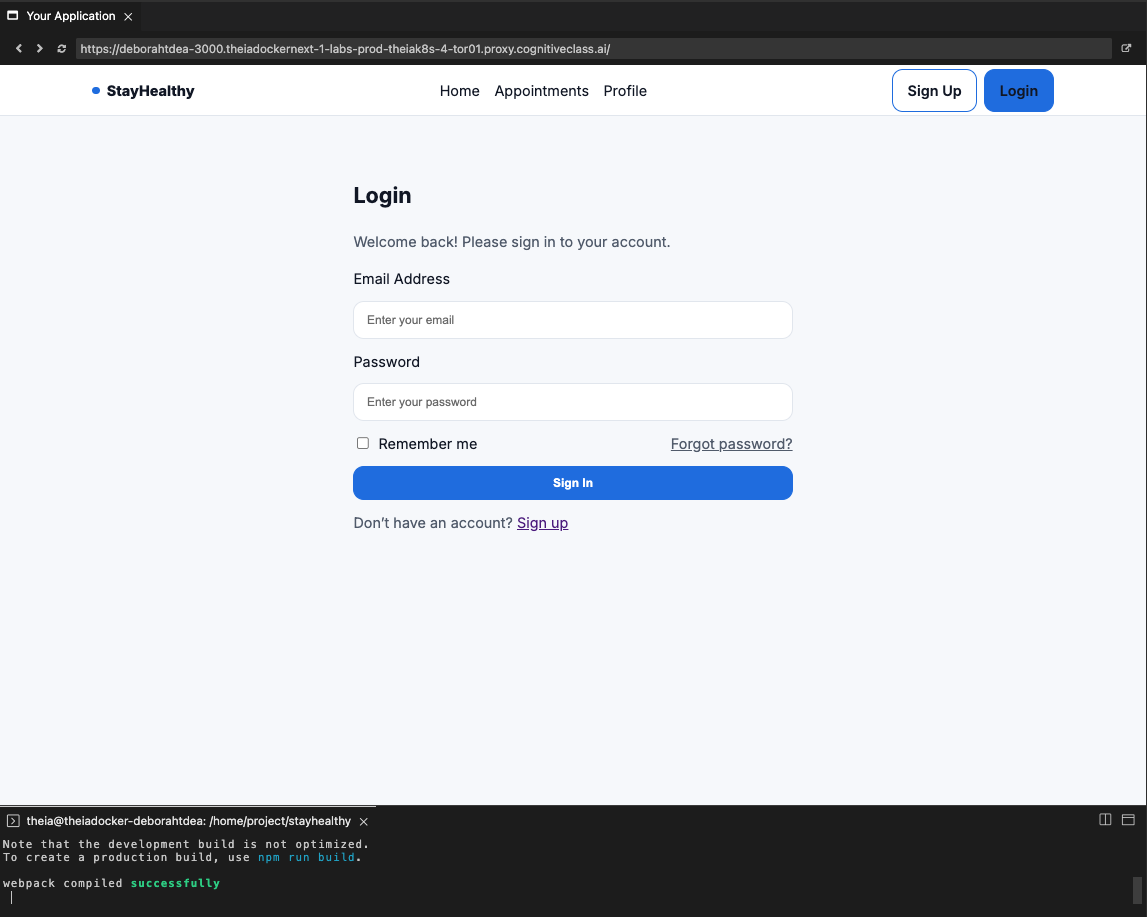 Your Application
https://deborahtdea-3000.theiadockernext-1-labs-prod-theiak8s-4-tor01.proxy.cognitiveclass.ai/
StayHealthy Home Appointments Profile Sign Up Login
Login
Welcome back! Please sign in to your account.
Email Address
Enter your email
Password
Enter your password
Remember me Forgot password?
Sign In
Don’t have an account? Sign up
theia@theiadocker-deborahtdea: /home/project/stayhealthy
Note that the development build is not optimized.
To create a production build, use npm run build.
webpack compiled successfully